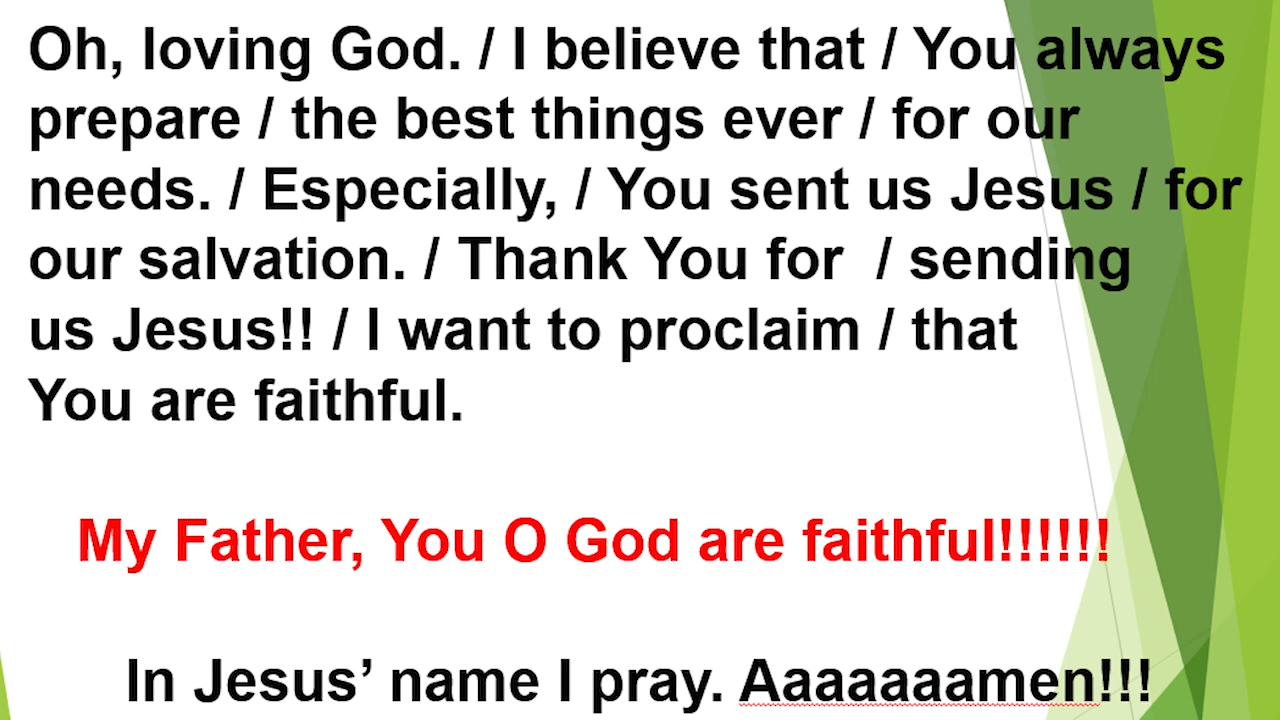 Oh, loving God. / I believe that / You always
prepare / the best things ever / for our
needs. / Especially, / You sent us Jesus / for
our salvation. / Thank You for  / sending
us Jesus!! / I want to proclaim / that
You are faithful.
My Father, You O God are faithful!!!!!!
In Jesus’ name I pray. Aaaaaaamen!!!